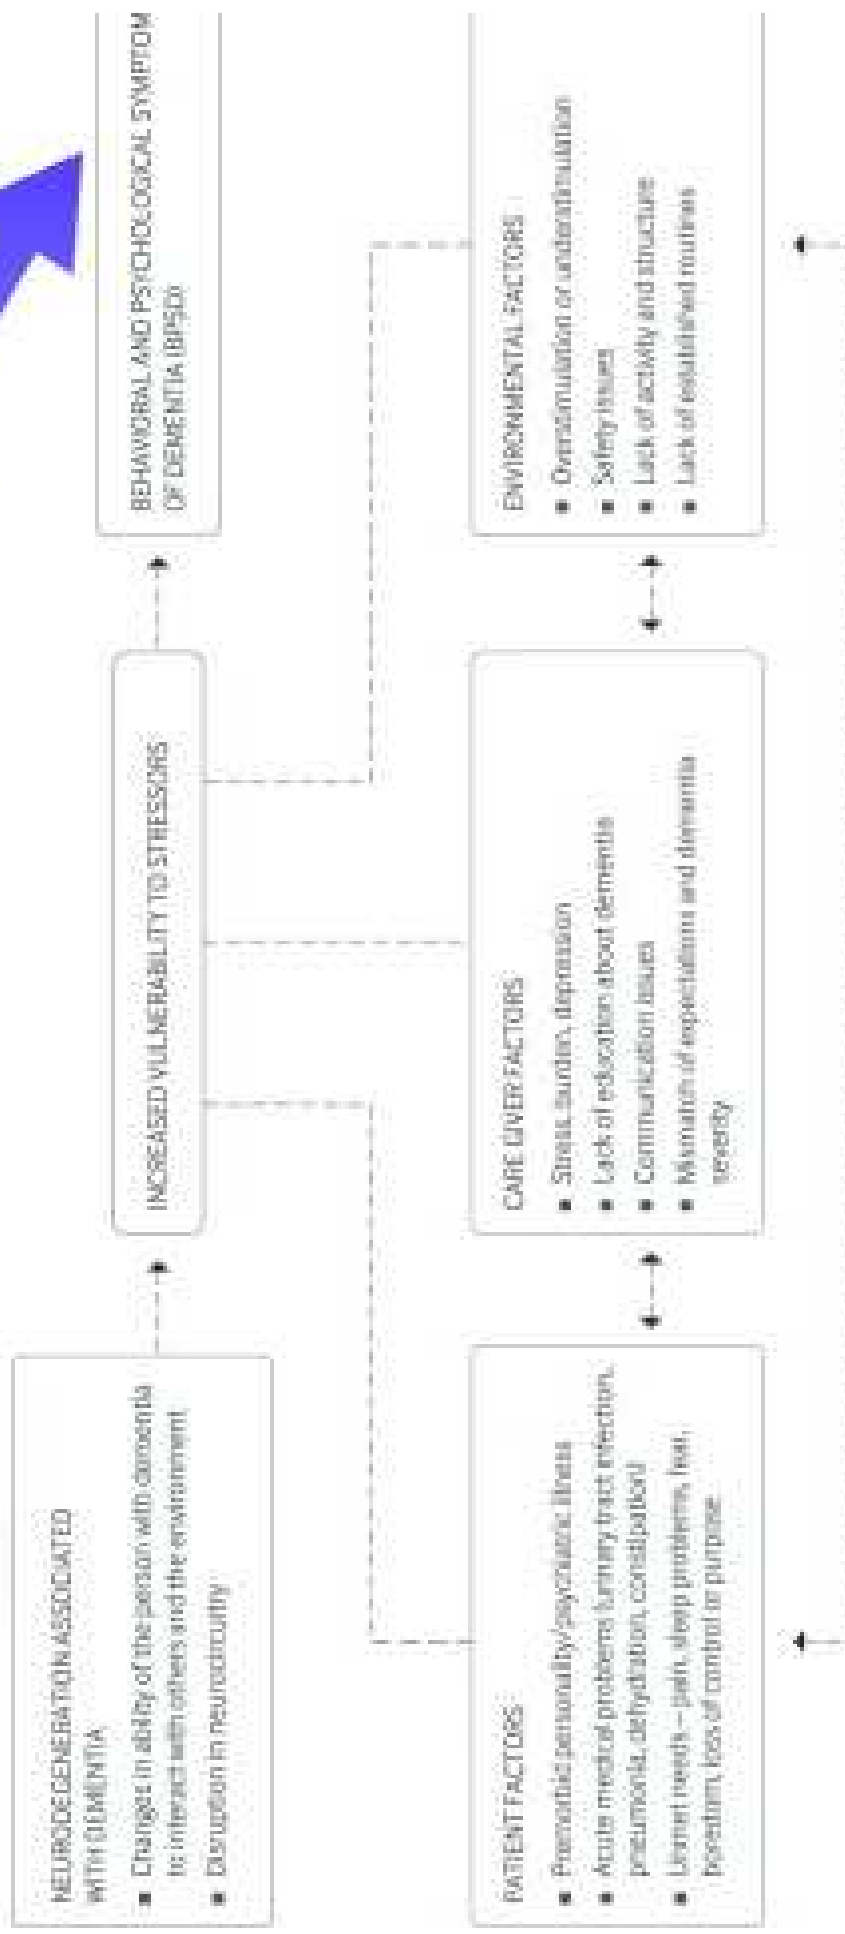 NEURODEGENERATION ASSOCIATED
WITH DEMENTIA
■ Changes in ability of the person with dementia
to interact with others and the environment
■ Disruption in neurocircuitry
INCREASED VULNERABILITY TO STRESSORS
BEHAVIORAL AND PSYCHOLOGICAL SYMPTOM
OF DEMENTIA (BPSD)
PATIENT FACTORS
■ Premorbid personality/psychiatric illness
■ Acute medical problems (urinary tract infection,
pneumonia, dehydration, constipation)
■ Unmet needs – pain, sleep problems, fear,
boredom, loss of control or purpose
CARE GIVER FACTORS
■ Stress, burden, depression
■ Lack of education about dementia
■ Communication issues
■ Mismatch of expectations and dementia
severity
ENVIRONMENTAL FACTORS
■ Overstimulation or understimulation
■ Safety issues
■ Lack of activity and structure
■ Lack of established routines